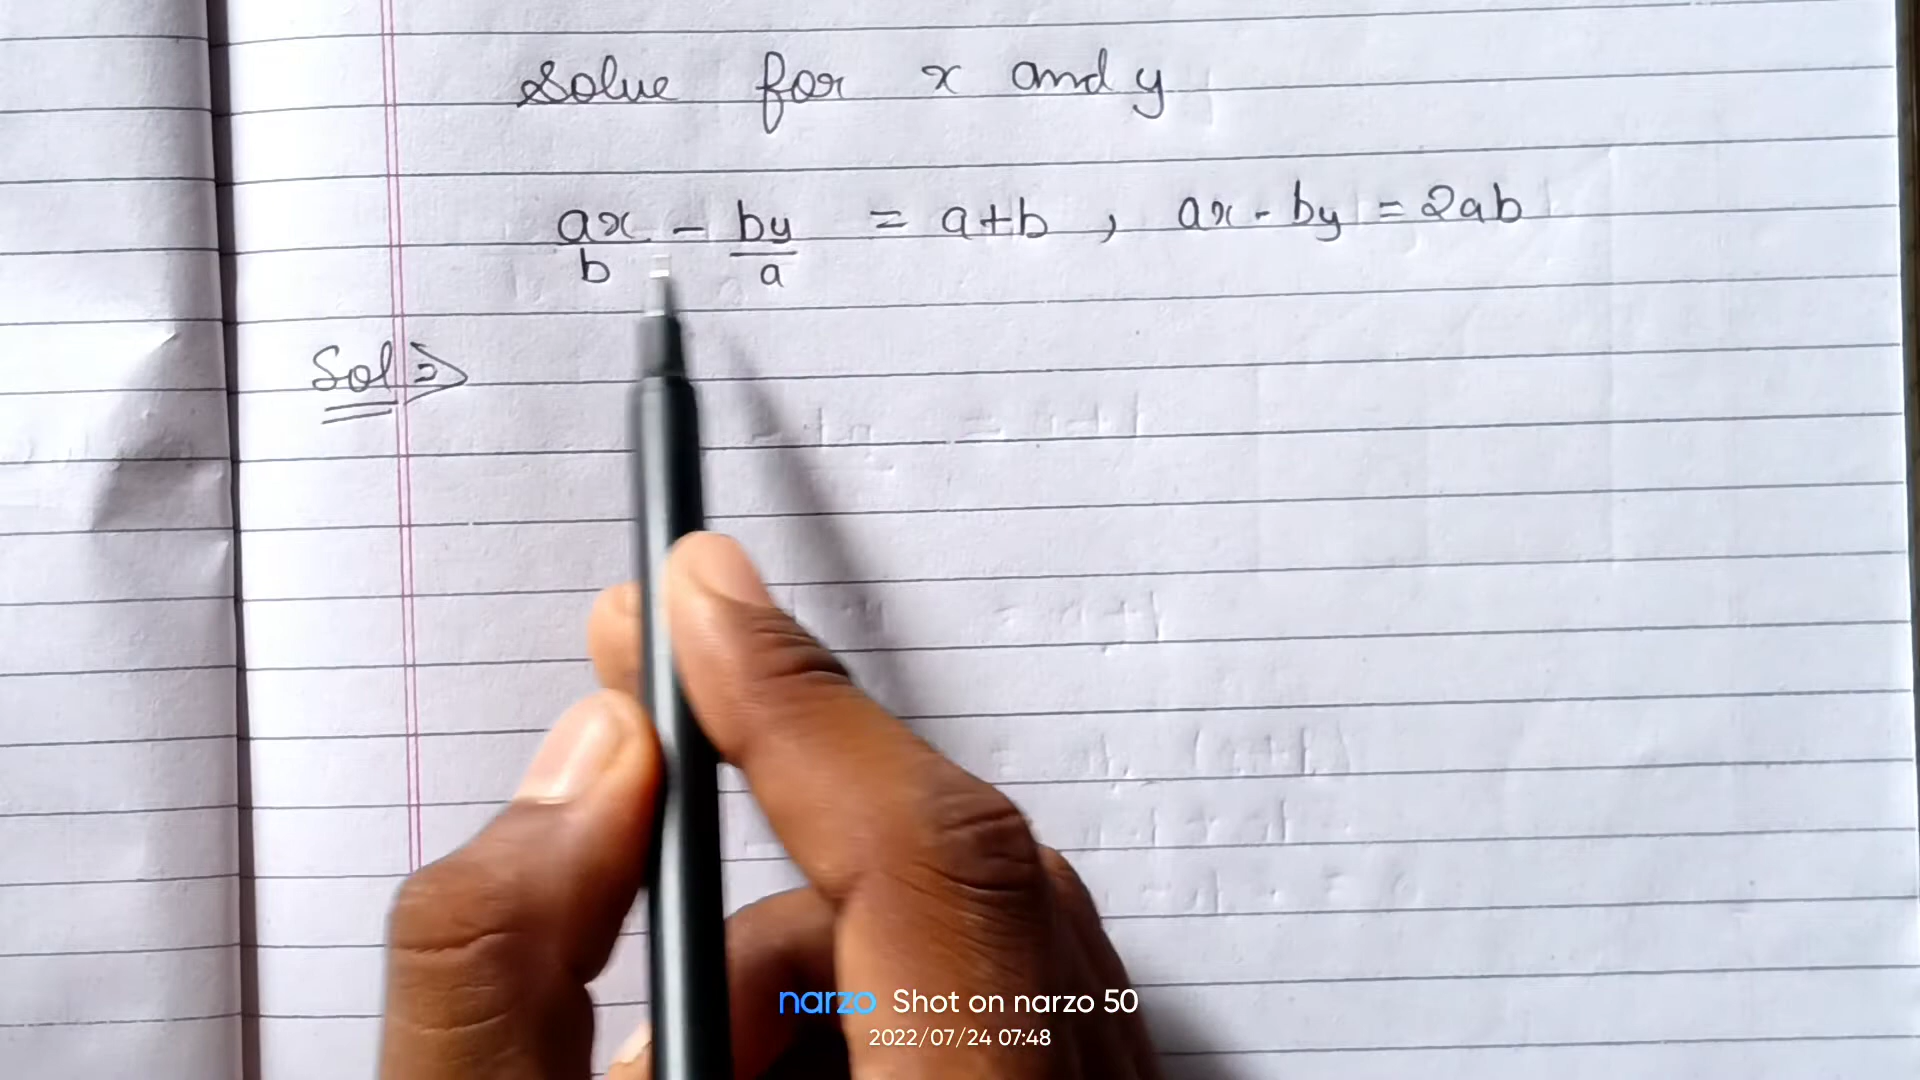 Solve for x and y
ax/b - by/a = a+b , ax - by = 2ab
Sol ⇒
narzo Shot on narzo 50
2022/07/24 07:48